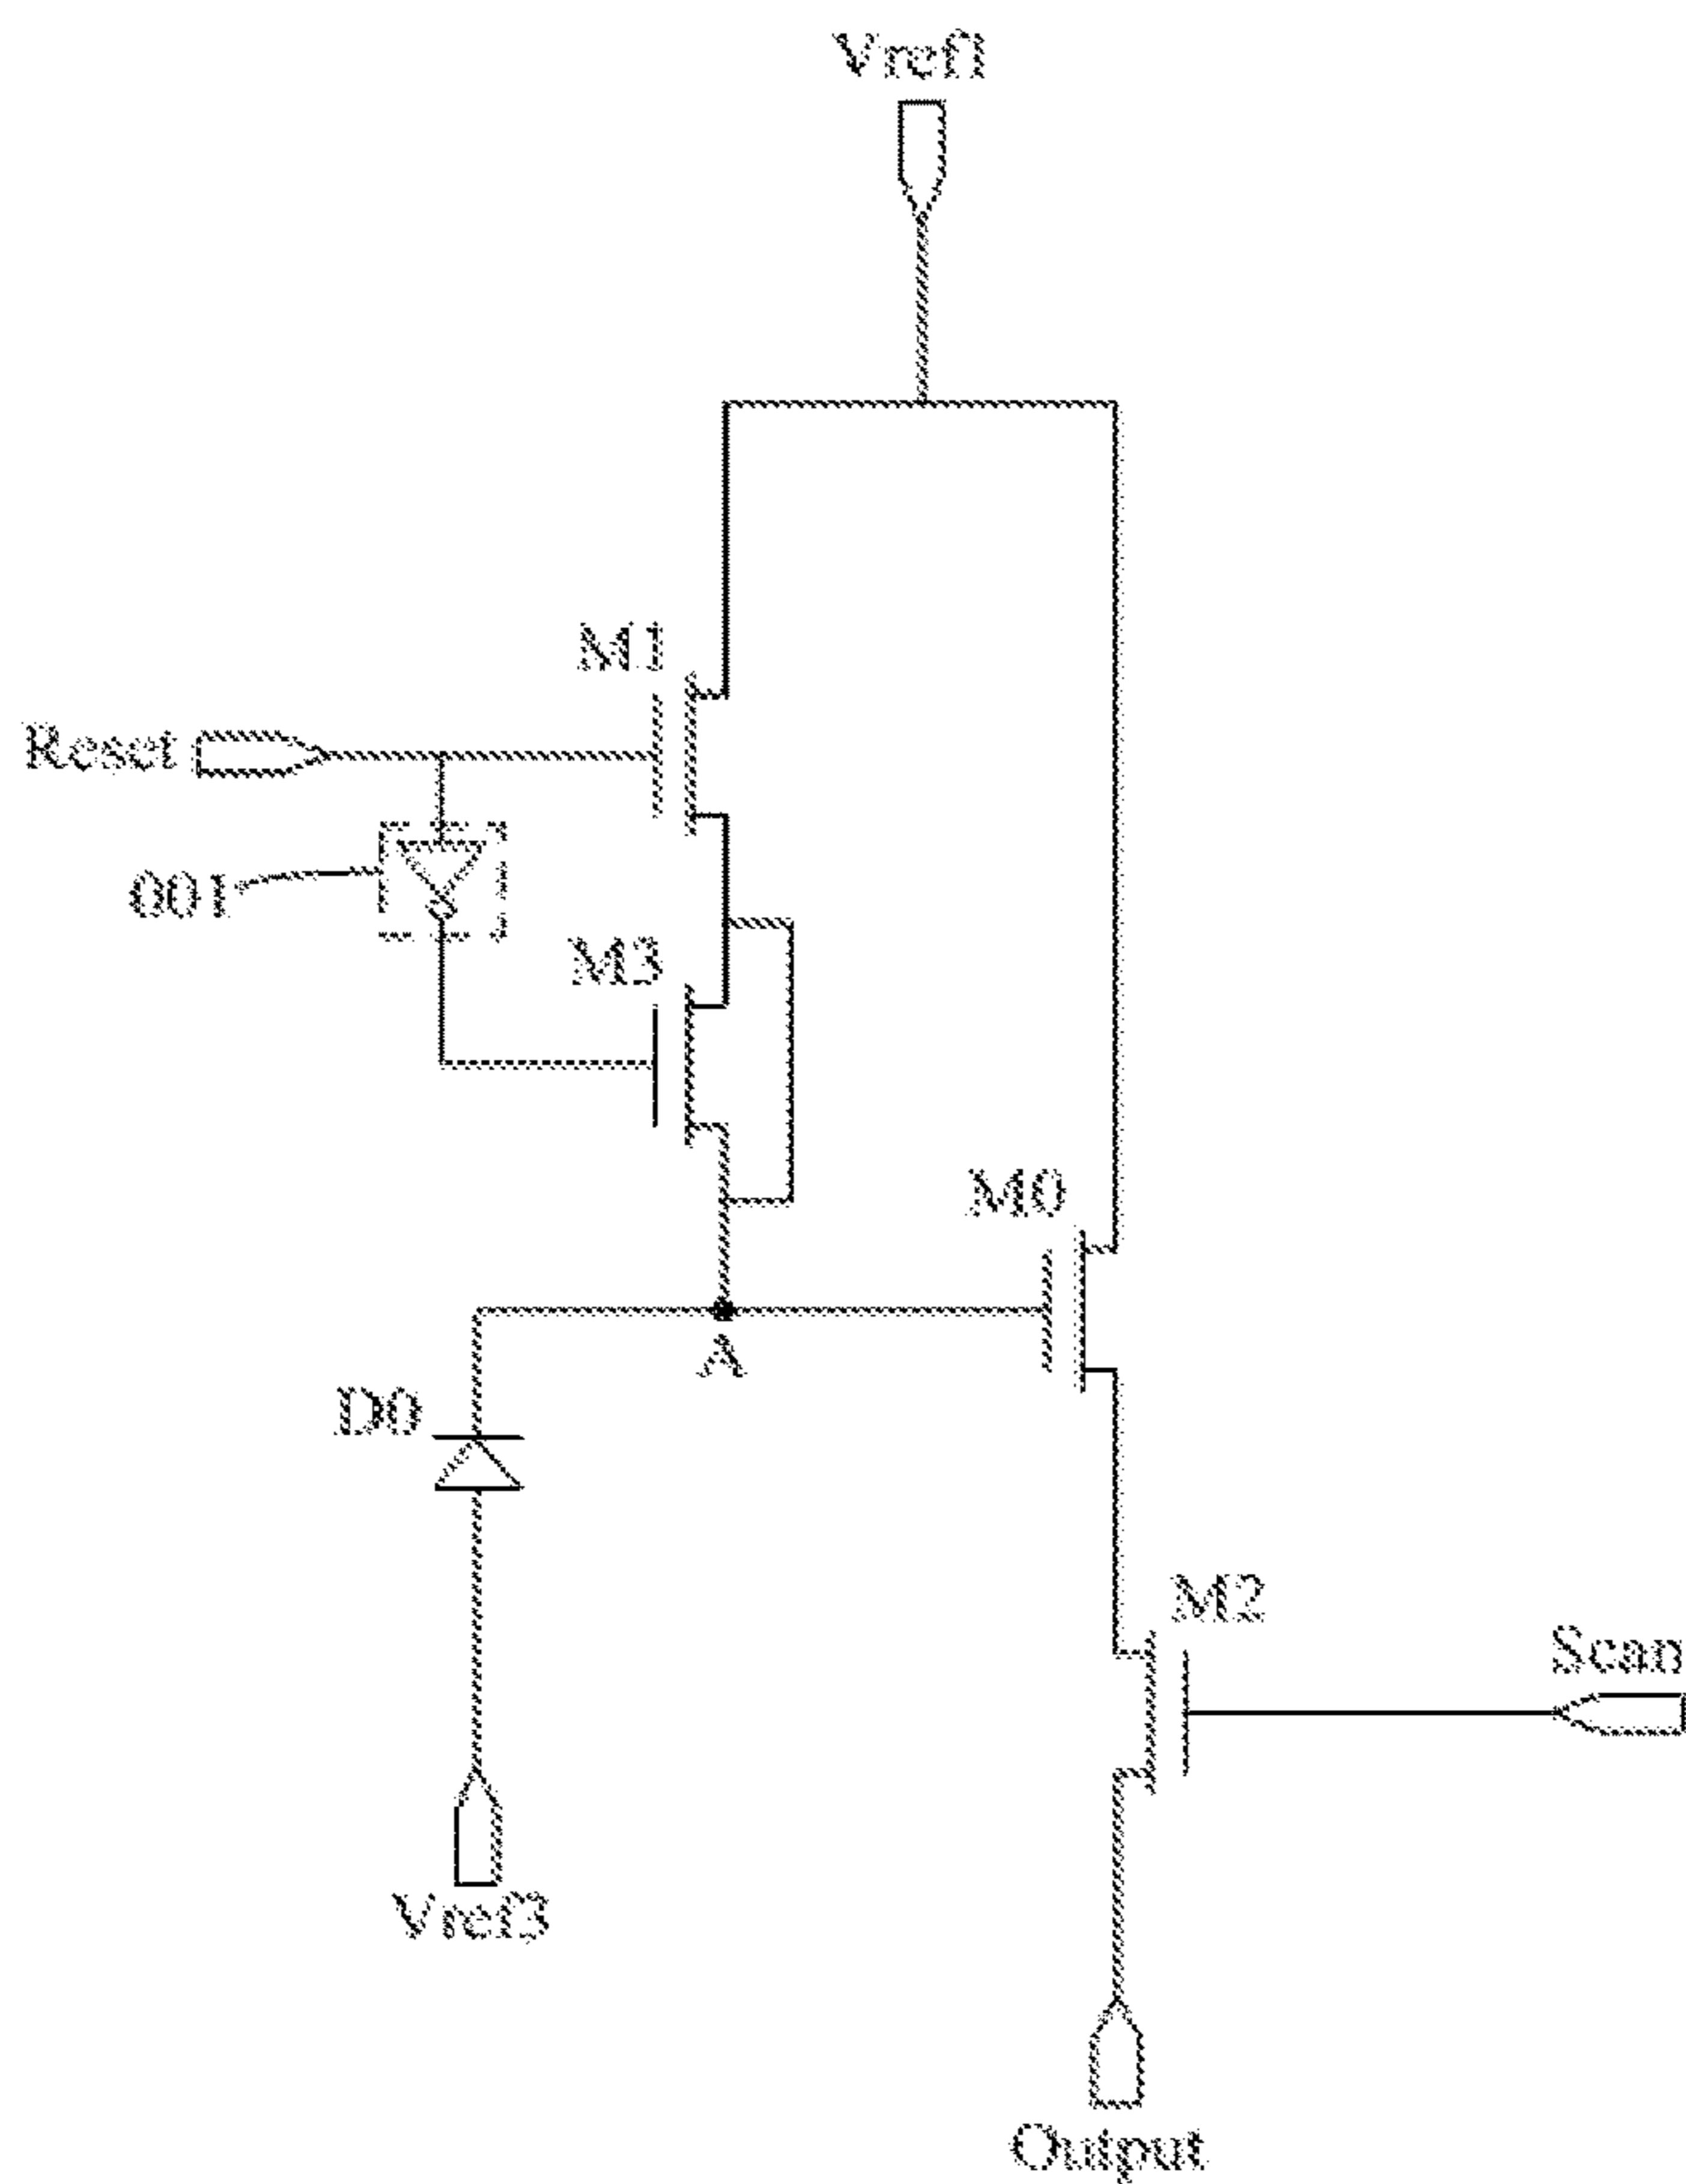 Vref1
M1
Reset
001
M3
M0
A
D0
M2
Scan
Vref3
Output